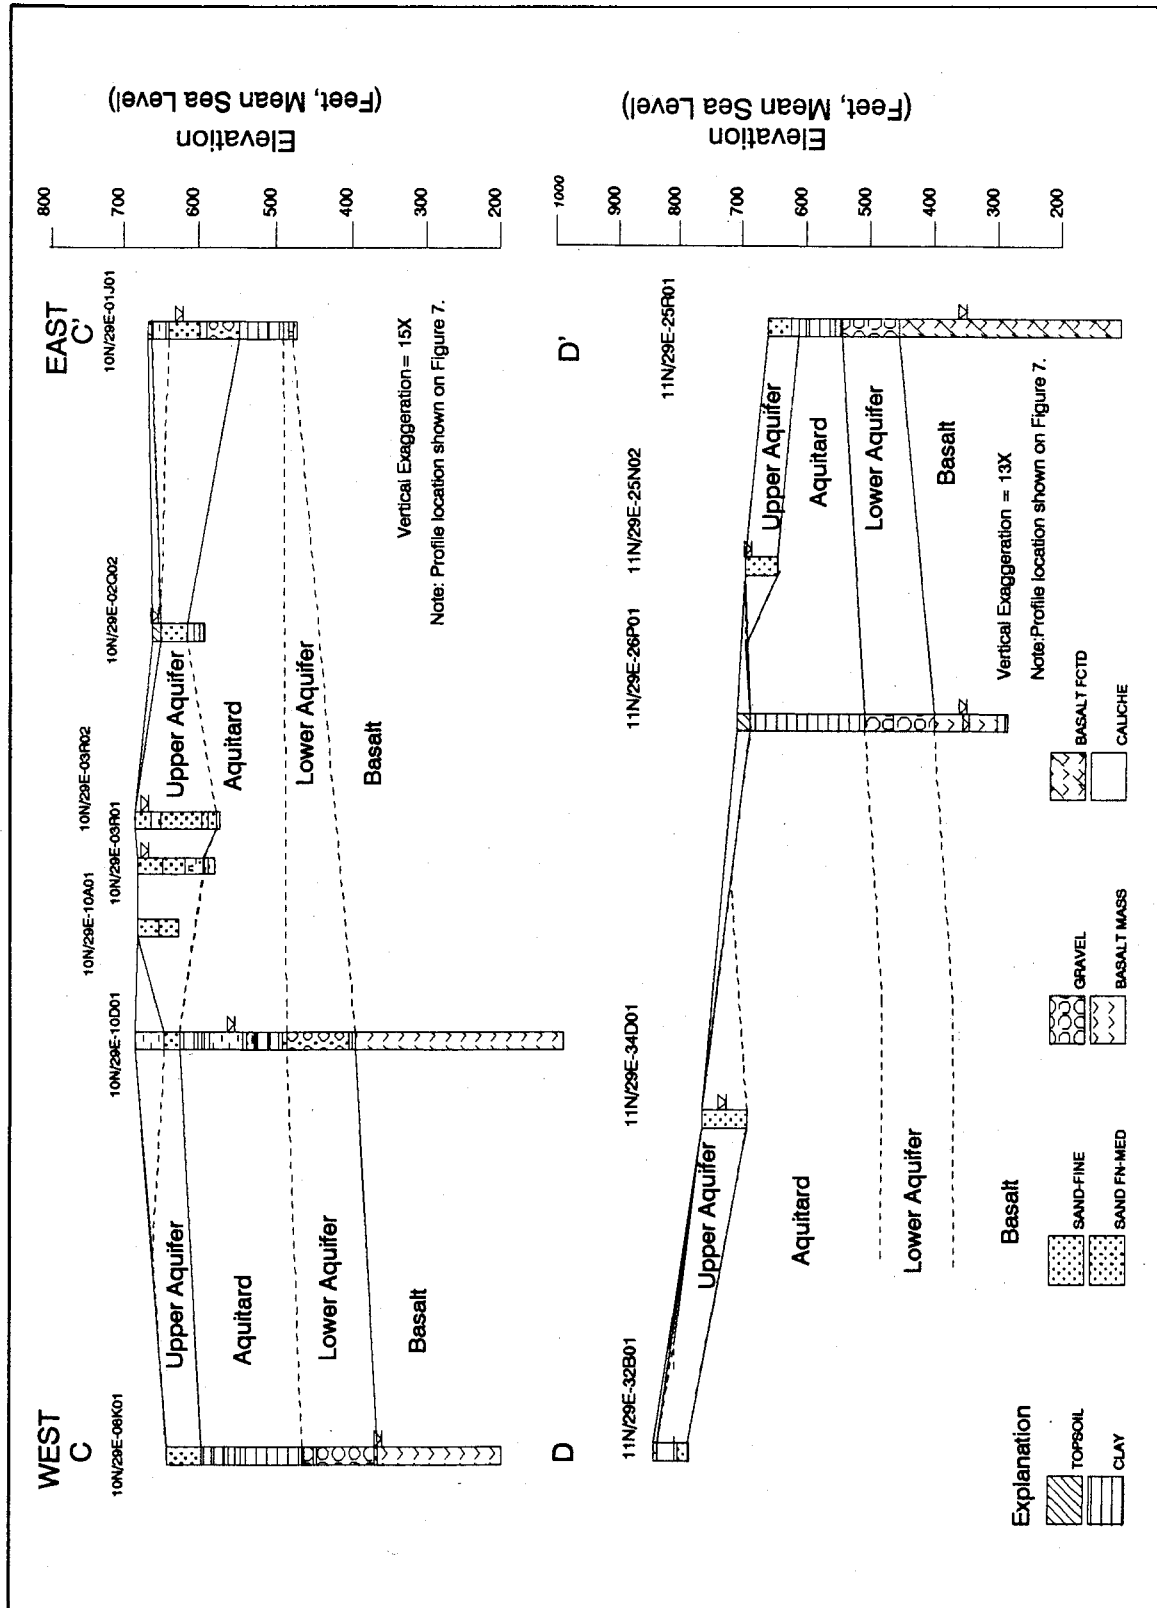 WEST
C
EAST
C'
10N/29E-08K01
10N/29E-10D01
10N/29E-10A01
10N/29E-03R01
10N/29E-03R02
10N/29E-02Q02
10N/29E-01J01
Upper Aquifer
Aquitard
Lower Aquifer
Basalt
Upper Aquifer
Aquitard
Lower Aquifer
Basalt
Vertical Exaggeration = 15X
Note: Profile location shown on Figure 7.
800
700
600
500
400
300
200
Elevation
(Feet, Mean Sea Level)
D
D'
11N/29E-32B01
11N/29E-34D01
11N/29E-26P01
11N/29E-25N02
11N/29E-25R01
Upper Aquifer
Aquitard
Lower Aquifer
Basalt
Upper Aquifer
Aquitard
Lower Aquifer
Basalt
Vertical Exaggeration = 13X
Note:Profile location shown on Figure 7.
1000
900
800
700
600
500
400
300
200
Elevation
(Feet, Mean Sea Level)
Explanation
TOPSOIL
CLAY
SAND-FINE
SAND FN-MED
GRAVEL
BASALT MASS
BASALT FCTD
CALICHE